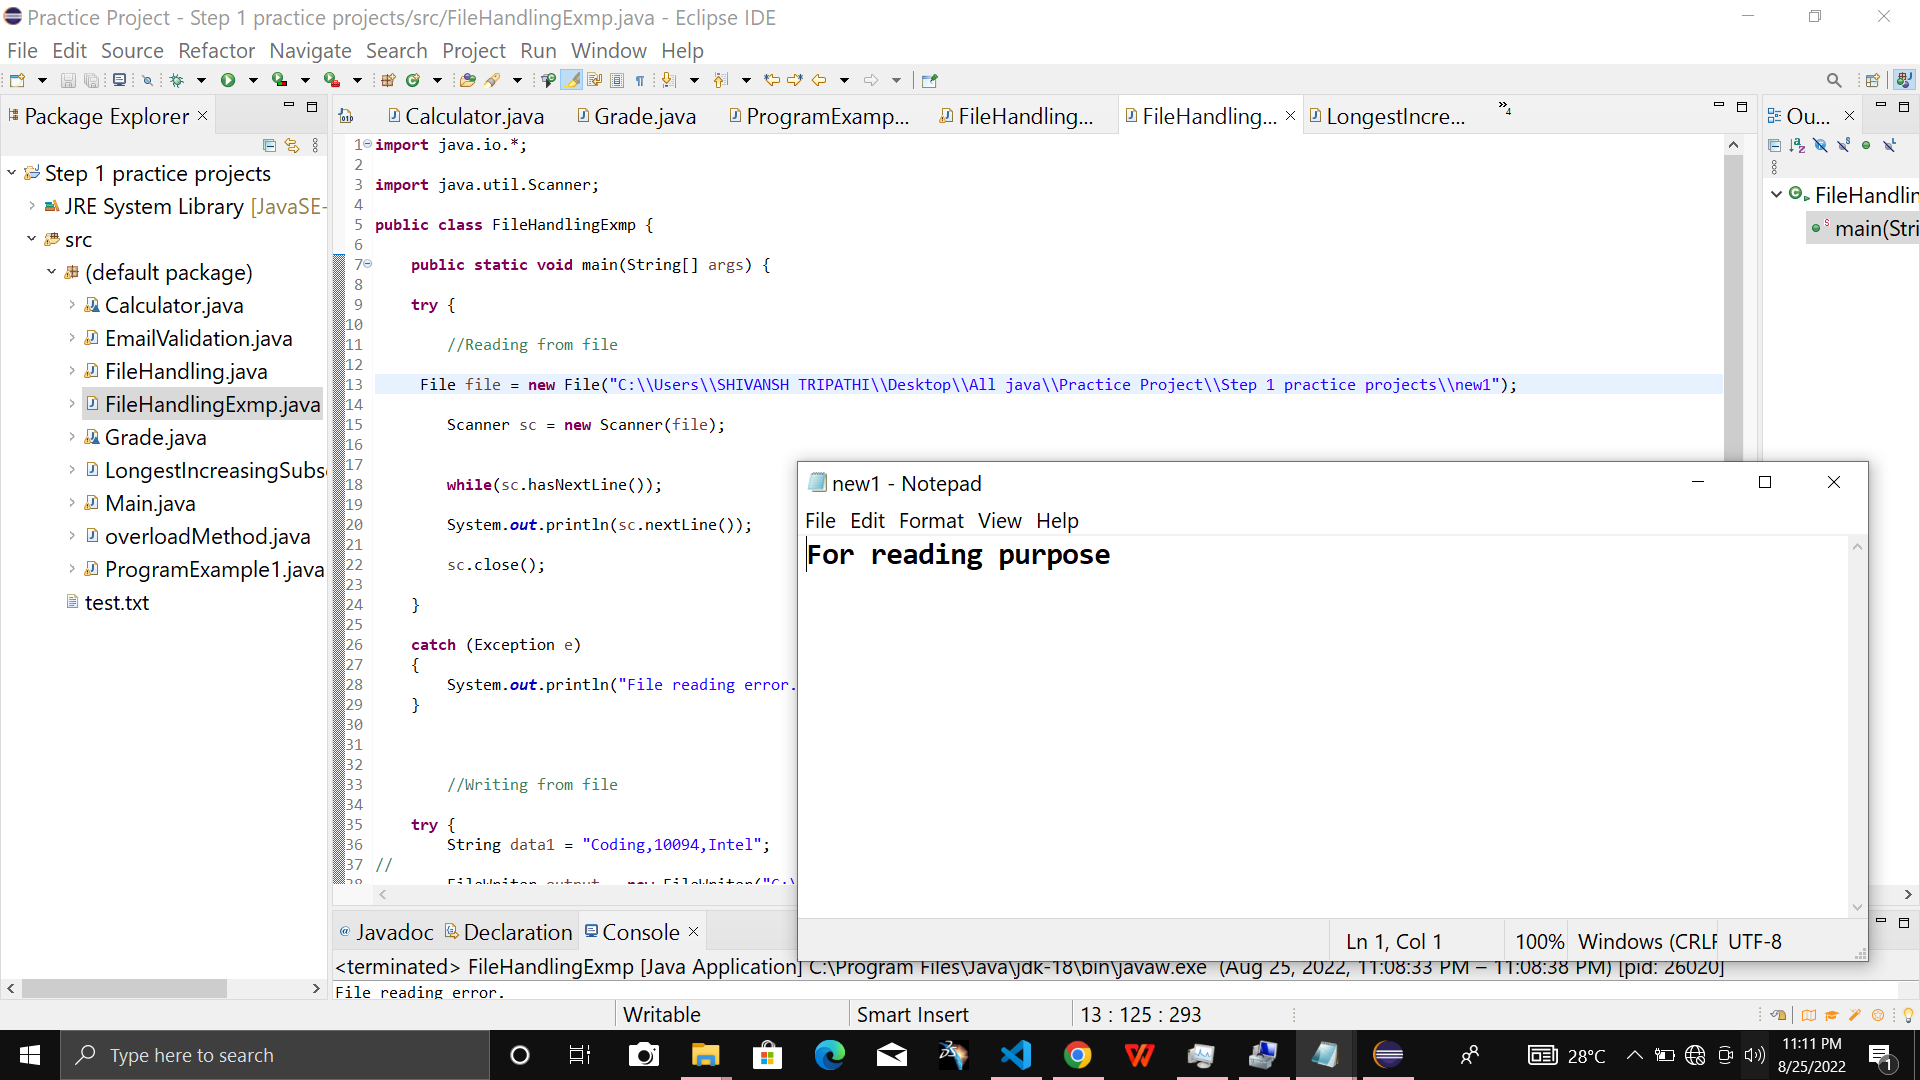 Practice Project - Step 1 practice projects/src/FileHandlingExmp.java - Eclipse IDE
File Edit Source Refactor Navigate Search Project Run Window Help
Package Explorer
Calculator.java Grade.java ProgramExamp... FileHandling... FileHandling... LongestIncre... »4
Ou...
Step 1 practice projects
JRE System Library [JavaSE-
src
(default package)
Calculator.java
EmailValidation.java
FileHandling.java
FileHandlingExmp.java
Grade.java
LongestIncreasingSubs
Main.java
overloadMethod.java
ProgramExample1.java
test.txt
1 import java.io.*;
2
3 import java.util.Scanner;
4
5 public class FileHandlingExmp {
6
7 public static void main(String[] args) {
8
9 try {
10
11 //Reading from file
12
13 File file = new File("C:\\Users\\SHIVANSH TRIPATHI\\Desktop\\All java\\Practice Project\\Step 1 practice projects\\new1");
14
15 Scanner sc = new Scanner(file);
16
17
18 while(sc.hasNextLine());
19
20 System.out.println(sc.nextLine());
21
22 sc.close();
23
24 }
25
26 catch (Exception e)
27 {
28 System.out.println("File reading error.
29 }
30
31
32
33 //Writing from file
34
35 try {
36 String data1 = "Coding,10094,Intel";
37 //
38 FileWriter output = new FileWriter("C:\
FileHandlin
main(Stri
new1 - Notepad
File Edit Format View Help
For reading purpose
Ln 1, Col 1 100% Windows (CRLF UTF-8
Javadoc Declaration Console
<terminated> FileHandlingExmp [Java Application] C:\Program Files\Java\jdk-18\bin\javaw.exe (Aug 25, 2022, 11:08:33 PM – 11:08:38 PM) [pid: 26020]
File reading error.
Writable Smart Insert 13 : 125 : 293
Type here to search
28°C
11:11 PM
8/25/2022
1